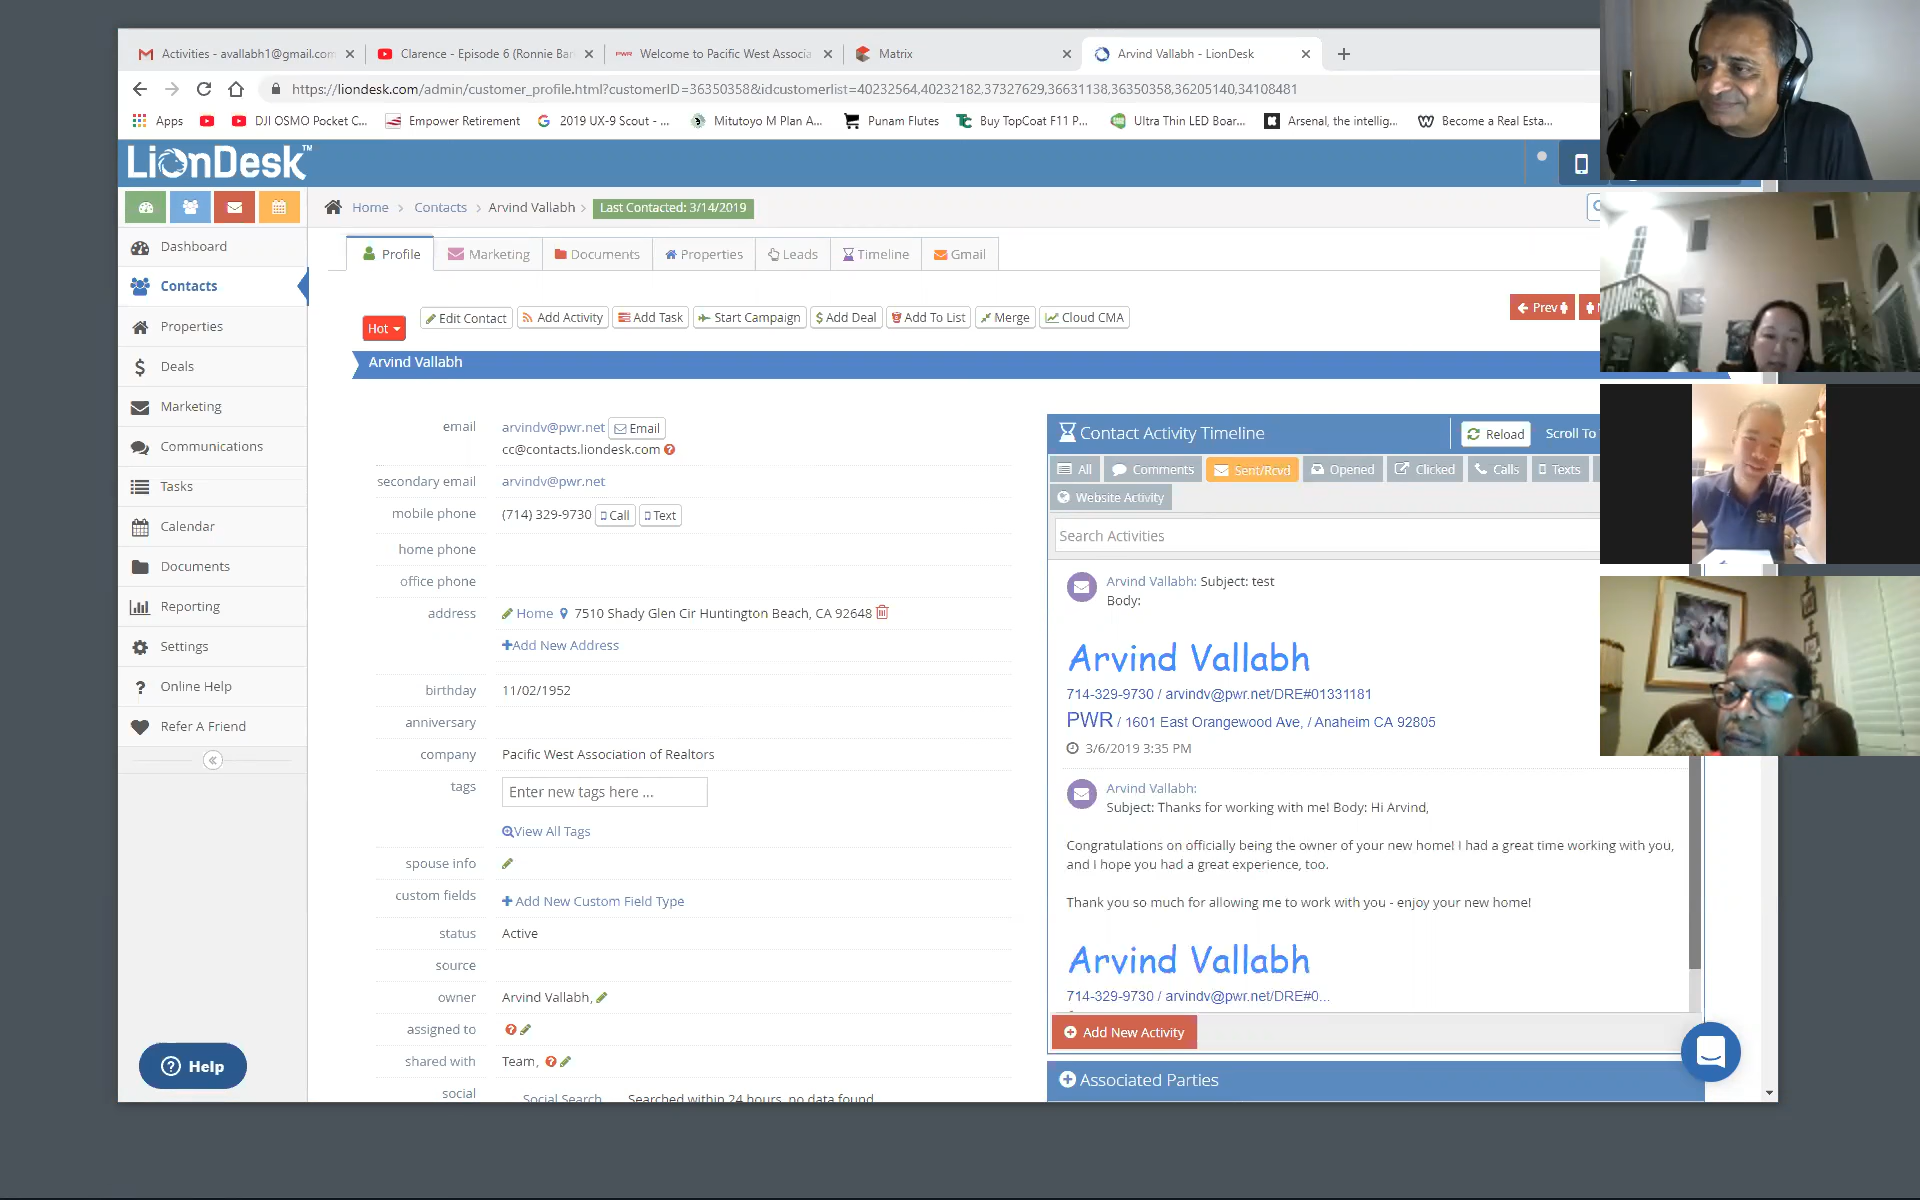 Activities - avallabh1@gmail.com
Clarence - Episode 6 (Ronnie Bar
Welcome to Pacific West Associa
Matrix
Arvind Vallabh - LionDesk
https://liondesk.com/admin/customer_profile.html?customerID=36350358&idcustomerlist=40232564,40232182,37327629,36631138,36350358,36205140,34108481
Apps
DJI OSMO Pocket C...
Empower Retirement
2019 UX-9 Scout - ...
Mitutoyo M Plan A...
Punam Flutes
Buy TopCoat F11 P...
Ultra Thin LED Boar...
Arsenal, the intellig...
Become a Real Esta...
LionDesk™
Home > Contacts > Arvind Vallabh > Last Contacted: 3/14/2019
Dashboard
Contacts
Properties
Deals
Marketing
Communications
Tasks
Calendar
Documents
Reporting
Settings
Online Help
Refer A Friend
Help
Profile
Marketing
Documents
Properties
Leads
Timeline
Gmail
Hot
Edit Contact
Add Activity
Add Task
Start Campaign
Add Deal
Add To List
Merge
Cloud CMA
Prev
Arvind Vallabh
email arvindv@pwr.net Email
cc@contacts.liondesk.com
secondary email arvindv@pwr.net
mobile phone (714) 329-9730 Call Text
home phone
office phone
address Home 7510 Shady Glen Cir Huntington Beach, CA 92648
Add New Address
birthday 11/02/1952
anniversary
company Pacific West Association of Realtors
tags Enter new tags here ...
View All Tags
spouse info
custom fields Add New Custom Field Type
status Active
source
owner Arvind Vallabh,
assigned to
shared with Team,
social Social Search Searched within 24 hours, no data found
Contact Activity Timeline
Reload
Scroll To
All
Comments
Sent/Rcvd
Opened
Clicked
Calls
Texts
Website Activity
Search Activities
Arvind Vallabh: Subject: test
Body:
Arvind Vallabh
714-329-9730 / arvindv@pwr.net/DRE#01331181
PWR / 1601 East Orangewood Ave, / Anaheim CA 92805
3/6/2019 3:35 PM
Arvind Vallabh:
Subject: Thanks for working with me! Body: Hi Arvind,
Congratulations on officially being the owner of your new home! I had a great time working with you,
and I hope you had a great experience, too.
Thank you so much for allowing me to work with you - enjoy your new home!
Arvind Vallabh
714-329-9730 / arvindv@pwr.net/DRE#0...
Add New Activity
Associated Parties